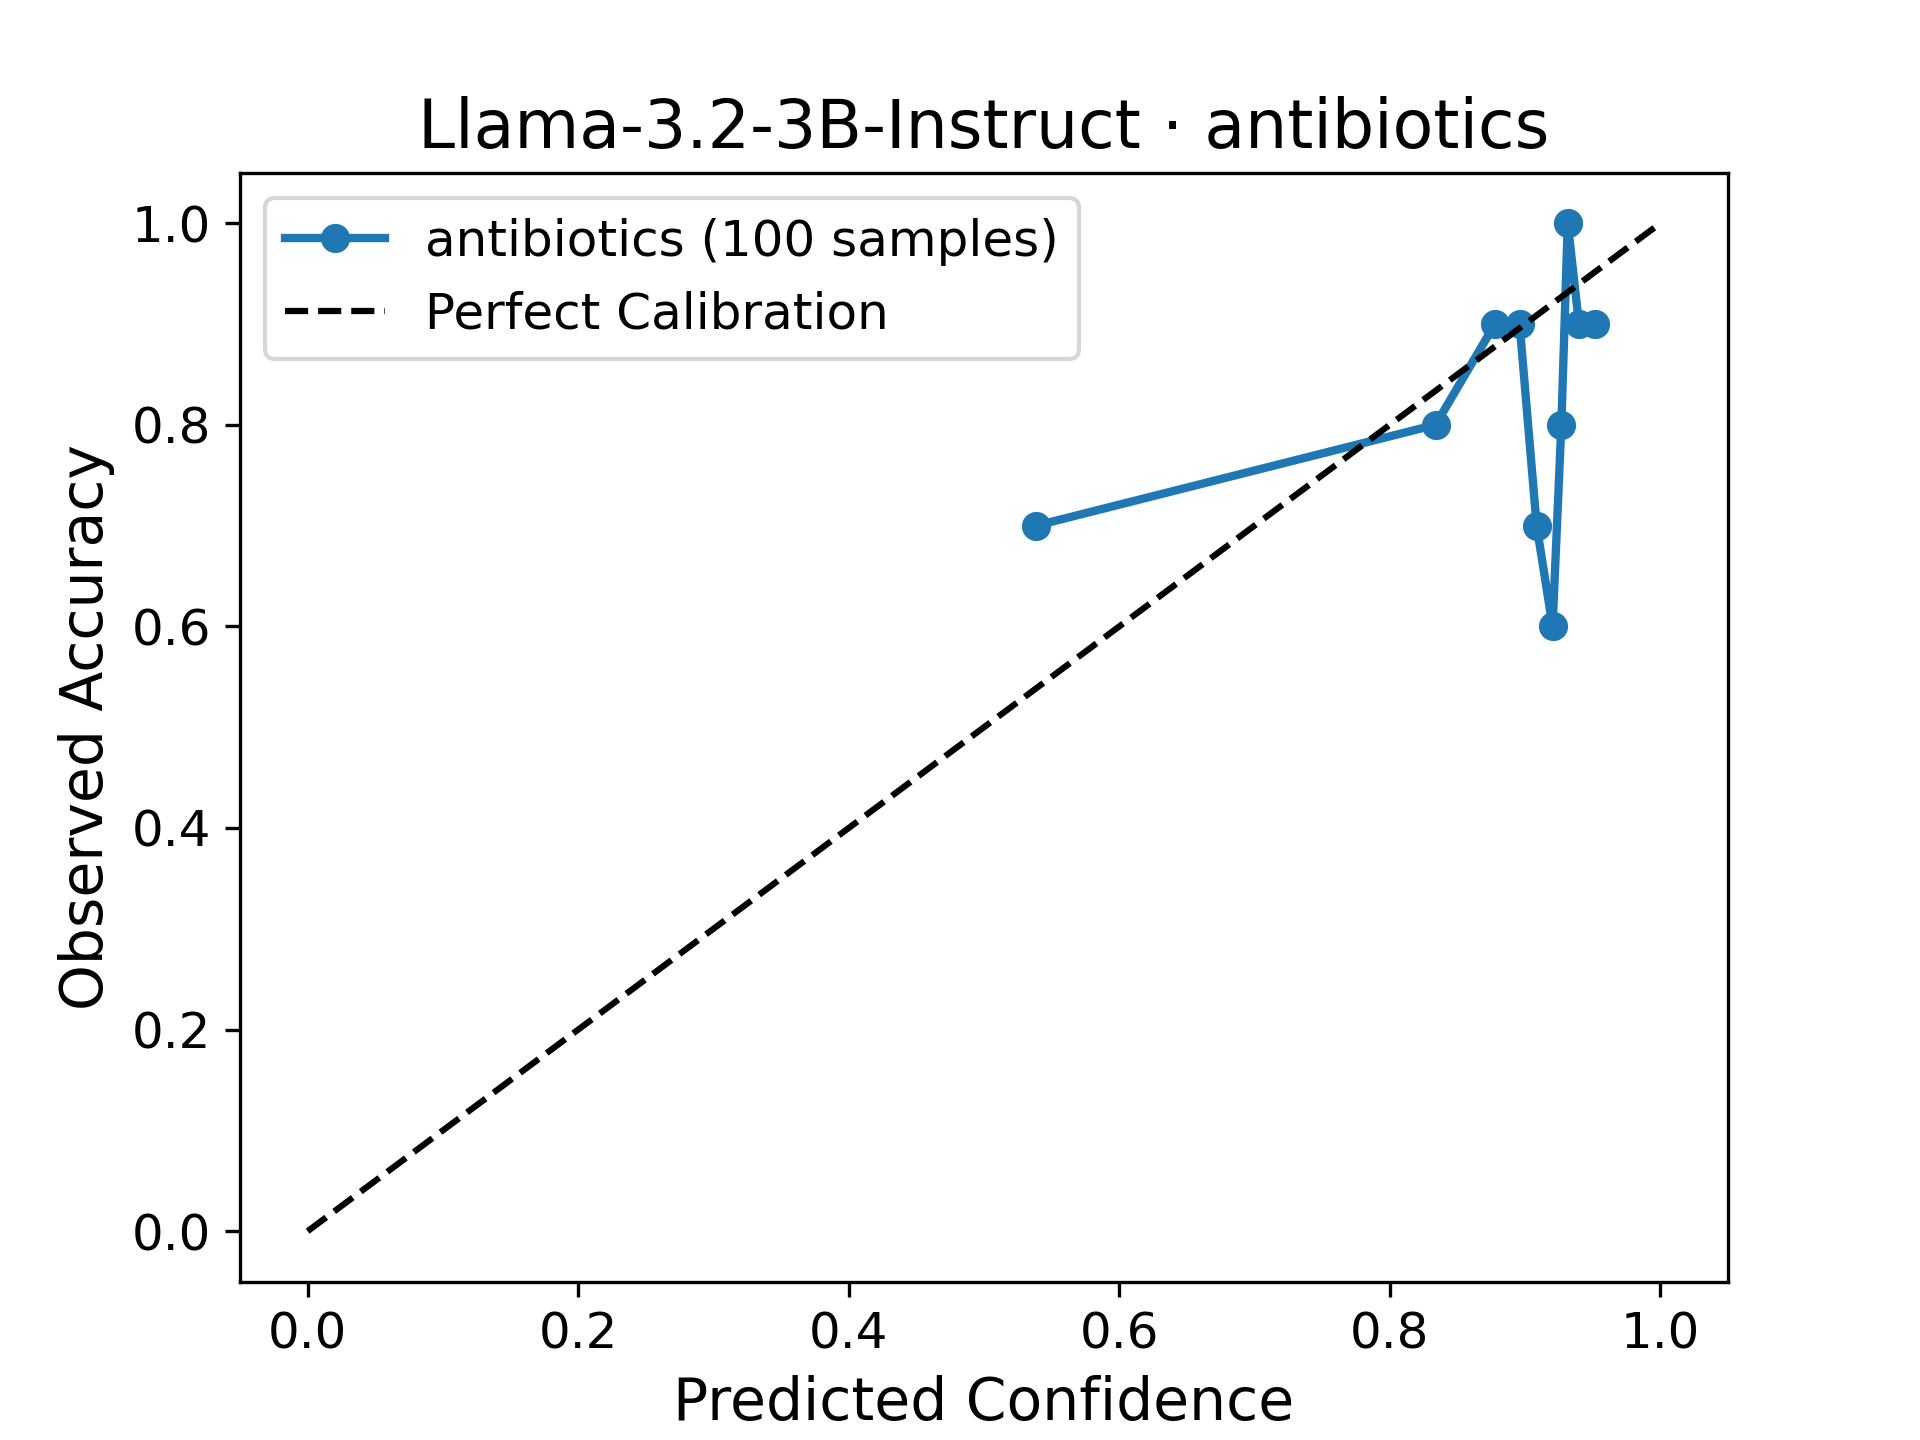 Llama-3.2-3B-Instruct · antibiotics
antibiotics (100 samples)
Perfect Calibration
Observed Accuracy
1.0
0.8
0.6
0.4
0.2
0.0
0.0 0.2 0.4 0.6 0.8 1.0
Predicted Confidence